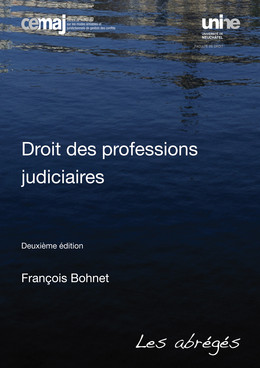 cemaj
unine
UNIVERSITÉ DE
NEUCHÂTEL
Droit des professions
judiciaires
Deuxième édition
François Bohnet
Les abrégés